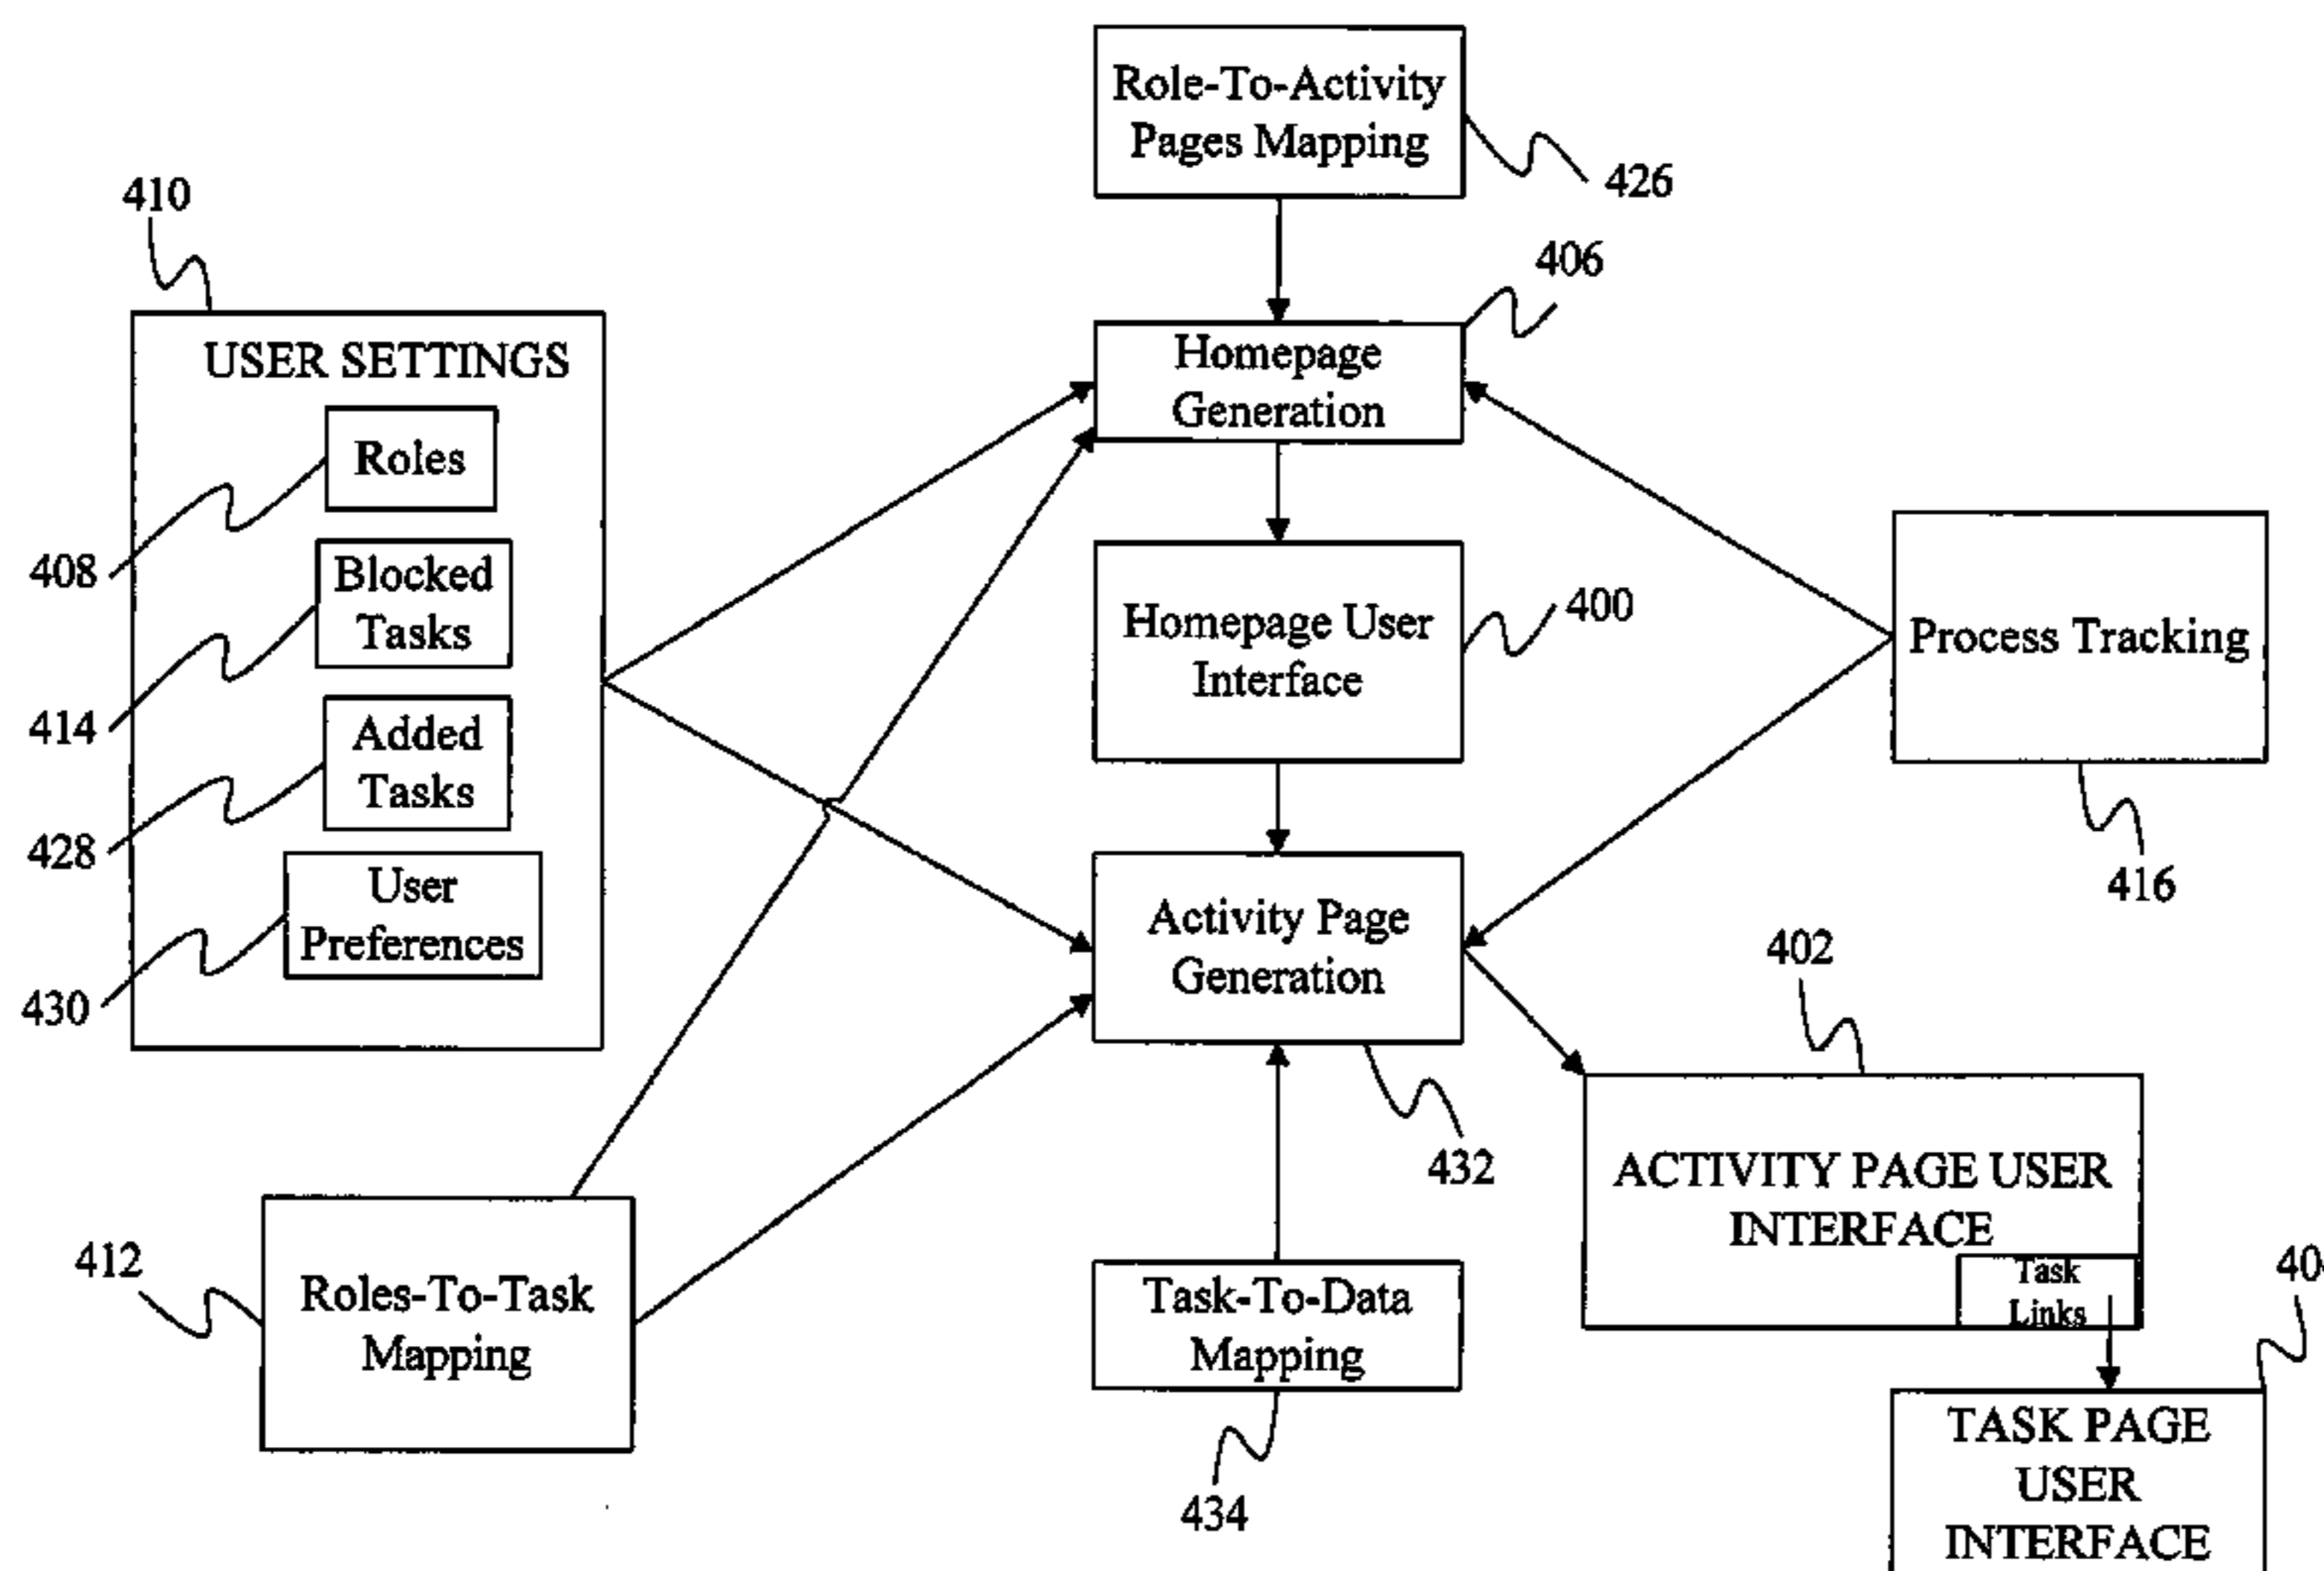 Role-To-Activity
Pages Mapping
426
410
406
USER SETTINGS
Homepage
Generation
Roles
408
Blocked
Tasks
414
Homepage User
Interface
400
Process Tracking
416
Added
Tasks
428
User
Preferences
430
Activity Page
Generation
432
402
ACTIVITY PAGE USER
INTERFACE
Task
Links
412
Roles-To-Task
Mapping
Task-To-Data
Mapping
434
40
TASK PAGE
USER
INTERFACE